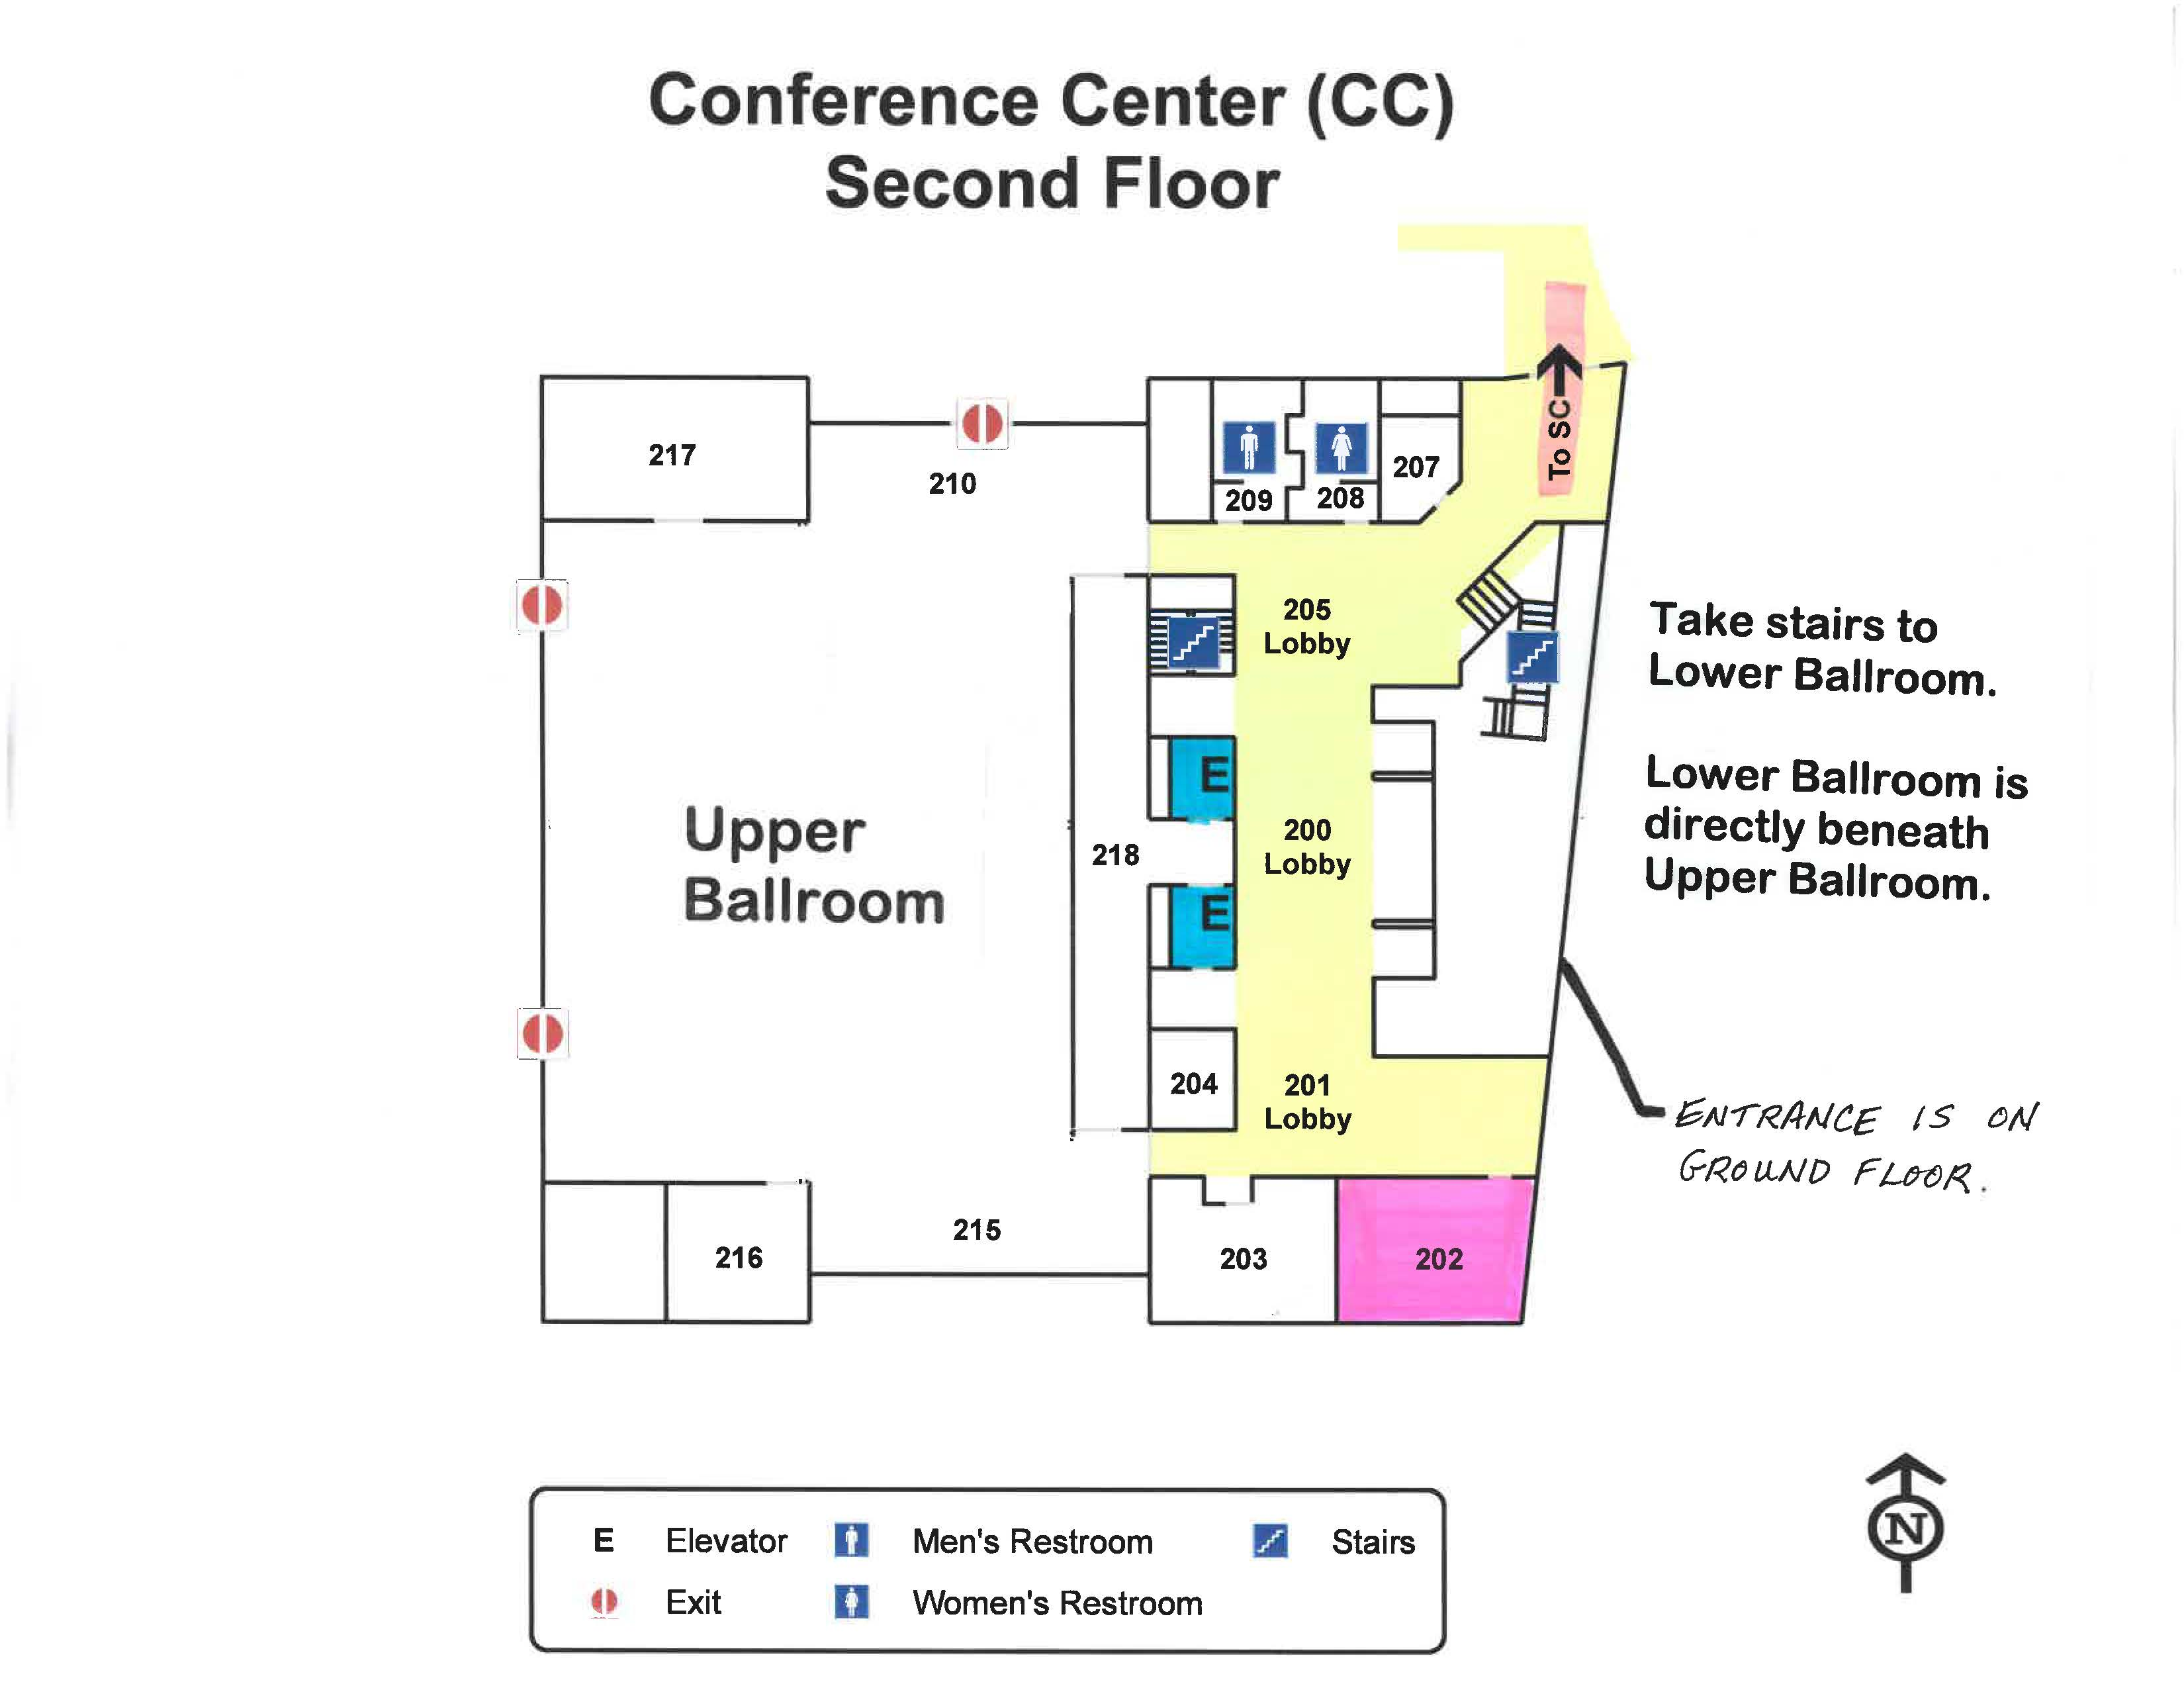 Conference Center (CC)
Second Floor
To SC
217
210
209
208
207
205
Lobby
Take stairs to
Lower Ballroom.
E
Lower Ballroom is
directly beneath
Upper Ballroom.
Upper
Ballroom
218
200
Lobby
E
204
201
Lobby
ENTRANCE IS ON
GROUND FLOOR.
215
216
203
202
E Elevator Men's Restroom Stairs
Exit Women's Restroom
N